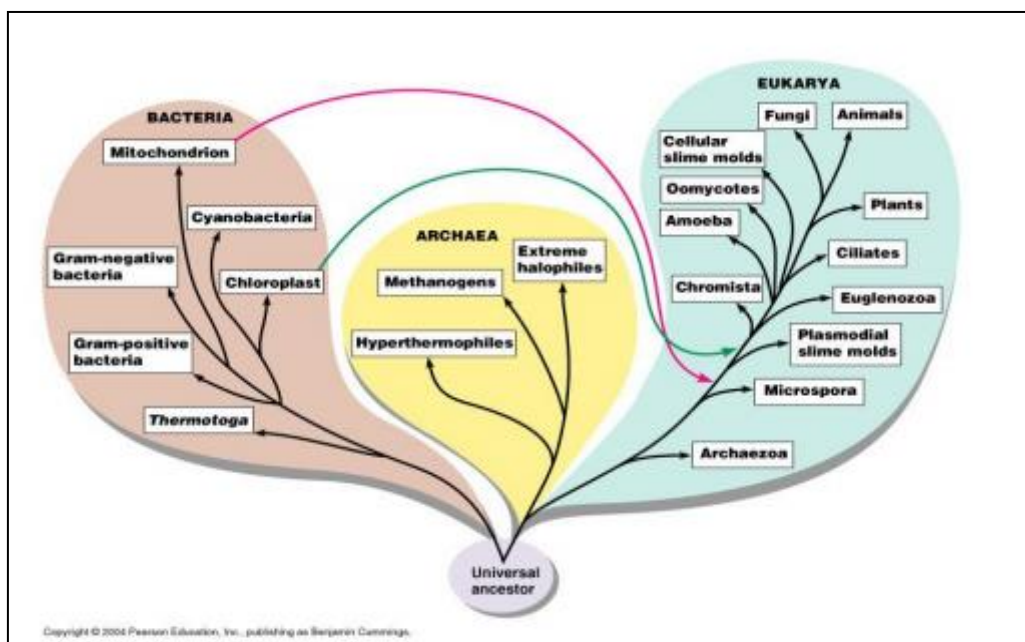 BACTERIA
Mitochondrion
Cyanobacteria
Gram-negative
bacteria
Chloroplast
Gram-positive
bacteria
Thermotoga
ARCHAEA
Extreme
halophiles
Methanogens
Hyperthermophiles
EUKARYA
Fungi
Animals
Cellular
slime molds
Oomycotes
Plants
Amoeba
Ciliates
Chromista
Euglenozoa
Plasmodial
slime molds
Microspora
Archaezoa
Universal
ancestor
Copyright © 2004 Pearson Education, Inc., publishing as Benjamin Cummings.